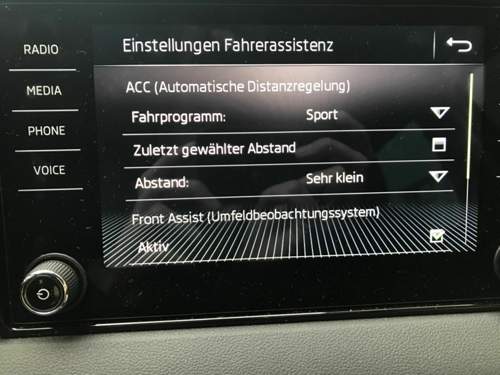 RADIO
MEDIA
PHONE
VOICE
Einstellungen Fahrerassistenz
ACC (Automatische Distanzregelung)
Fahrprogramm: Sport
Zuletzt gewählter Abstand
Abstand: Sehr klein
Front Assist (Umfeldbeobachtungssystem)
Aktiv